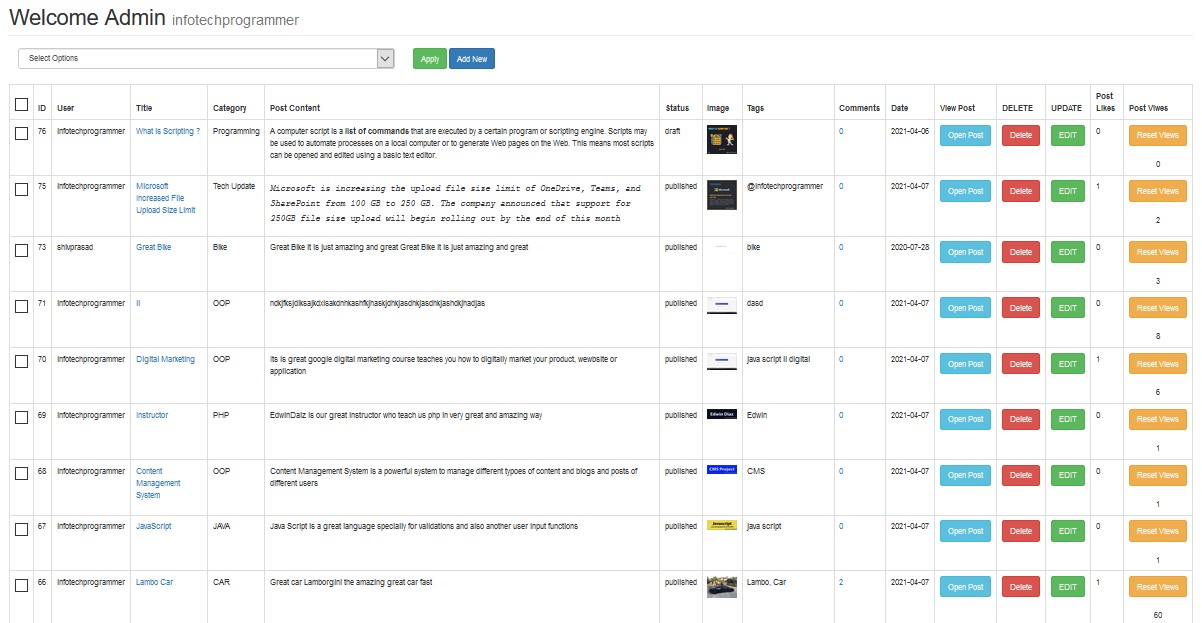 Welcome Admin infotechprogrammer
Select Options
Apply
Add New
ID User Title Category Post Content Status Image Tags Comments Date View Post DELETE UPDATE Post Likes Post Viwes
76 infotechprogrammer What is Scripting ? Programming A computer script is a list of commands that are executed by a certain program or scripting engine. Scripts may draft 0 2021-04-06 Open Post Delete EDIT 0 Reset Views
be used to automate processes on a local computer or to generate Web pages on the Web. This means most scripts
can be opened and edited using a basic text editor.
0
75 infotechprogrammer Microsoft Tech Update Microsoft is increasing the upload file size limit of OneDrive, Teams, and published @infotechprogrammer 0 2021-04-07 Open Post Delete EDIT 1 Reset Views
Increased File SharePoint from 100 GB to 250 GB. The company announced that support for
Upload Size Limit 250GB file size upload will begin rolling out by the end of this month
2
73 shivprasad Great Bike Bike Great Bike it is just amazing and great Great Bike it is just amazing and great published bike 0 2020-07-28 Open Post Delete EDIT 0 Reset Views
3
71 infotechprogrammer OOP published dasd 0 2021-04-07 Open Post Delete EDIT 0 Reset Views
8
70 infotechprogrammer Digital Marketing OOP its is great google digital marketing course teaches you how to digitally market your product, wewbsite or published java script ii digital 0 2021-04-07 Open Post Delete EDIT 1 Reset Views
application
6
69 infotechprogrammer Instructor PHP EdwinDaiz is our great instructor who teach us php in very great and amazing way published Edwin Diaz Edwin 0 2021-04-07 Open Post Delete EDIT 0 Reset Views
1
68 infotechprogrammer Content OOP Content Management System is a powerful system to manage different typoes of content and blogs and posts of published CMS Project CMS 0 2021-04-07 Open Post Delete EDIT 0 Reset Views
Management different users
System
1
67 infotechprogrammer JavaScript JAVA Java Script is a great language specially for validations and also another user input functions published Javascript java script 0 2021-04-07 Open Post Delete EDIT 0 Reset Views
1
66 infotechprogrammer Lambo Car CAR Great car Lamborgini the amazing great car fast published Lambo, Car 2 2021-04-07 Open Post Delete EDIT 1 Reset Views
60